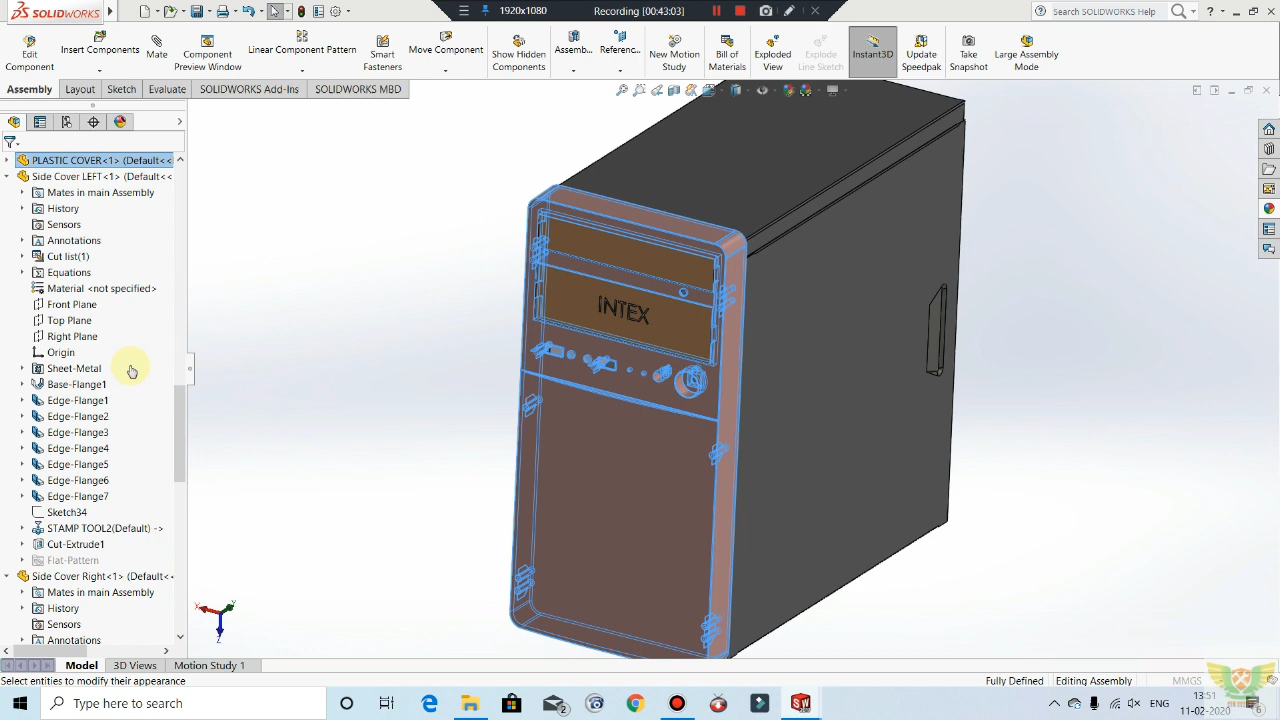 SOLIDWORKS
1920x1080
Recording [00:43:03]
Search SOLIDWORKS Help
Edit Component
Insert Components
Mate
Component Preview Window
Linear Component Pattern
Smart Fasteners
Move Component
Show Hidden Components
Assemb...
Referenc...
New Motion Study
Bill of Materials
Exploded View
Explode Line Sketch
Instant3D
Update Speedpak
Take Snapshot
Large Assembly Mode
Assembly Layout Sketch Evaluate SOLIDWORKS Add-Ins SOLIDWORKS MBD
PLASTIC COVER<1> (Default<<
Side Cover LEFT<1> (Default<<
Mates in main Assembly
History
Sensors
Annotations
Cut list(1)
Equations
Material <not specified>
Front Plane
Top Plane
Right Plane
Origin
Sheet-Metal
Base-Flange1
Edge-Flange1
Edge-Flange2
Edge-Flange3
Edge-Flange4
Edge-Flange5
Edge-Flange6
Edge-Flange7
Sketch34
STAMP TOOL2(Default) ->
Cut-Extrude1
Flat-Pattern
Side Cover Right<1> (Default<<
Mates in main Assembly
History
Sensors
Annotations
INTEX
X
Y
Z
Model 3D Views Motion Study 1
Select entities to modify their appearance
Fully Defined Editing Assembly MMGS
Type here to search
2
ENG
13:51
11-02-2020
6